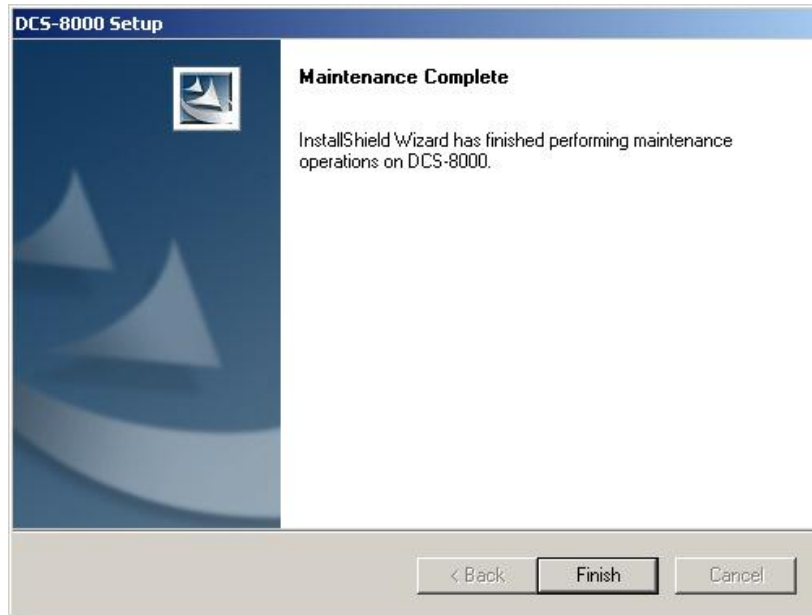 DCS-8000 Setup
Maintenance Complete
InstallShield Wizard has finished performing maintenance
operations on DCS-8000.
< Back
Finish
Cancel